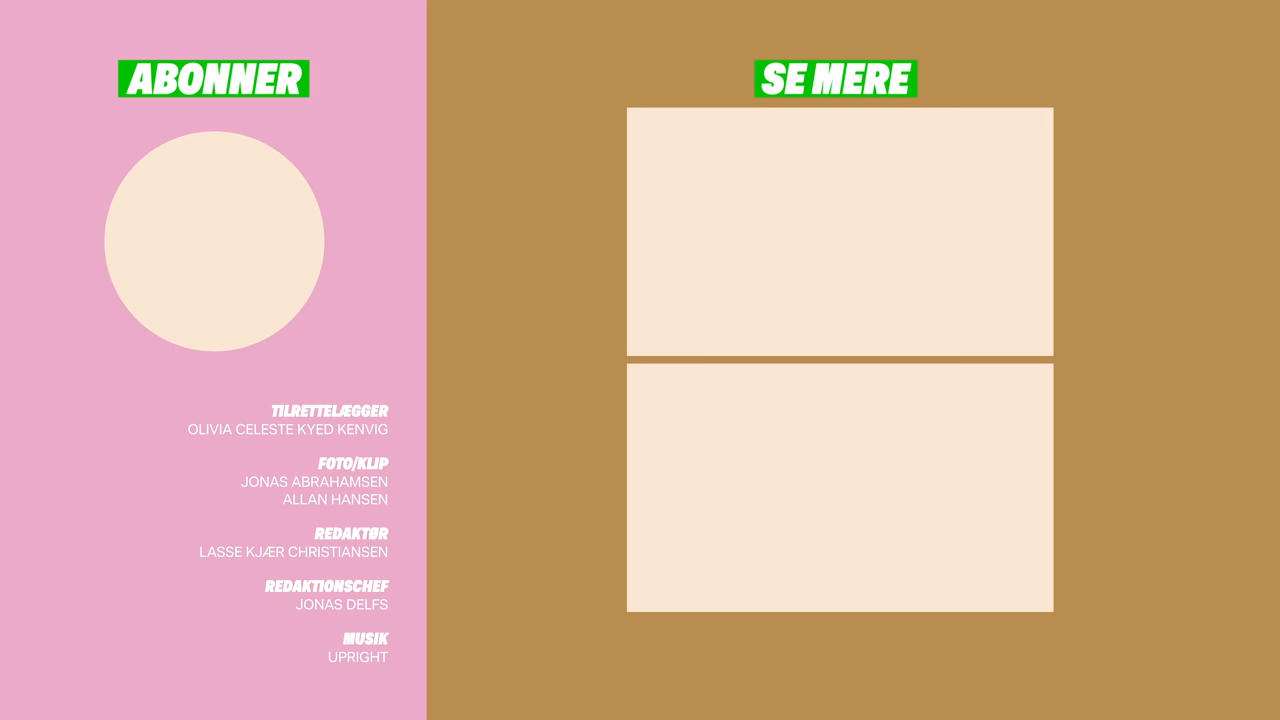 ABONNER
SE MERE
TILRETTELÆGGER
OLIVIA CELESTE KYED KENVIG
FOTO/KLIP
JONAS ABRAHAMSEN
ALLAN HANSEN
REDAKTØR
LASSE KJÆR CHRISTIANSEN
REDAKTIONSCHEF
JONAS DELFS
MUSIK
UPRIGHT